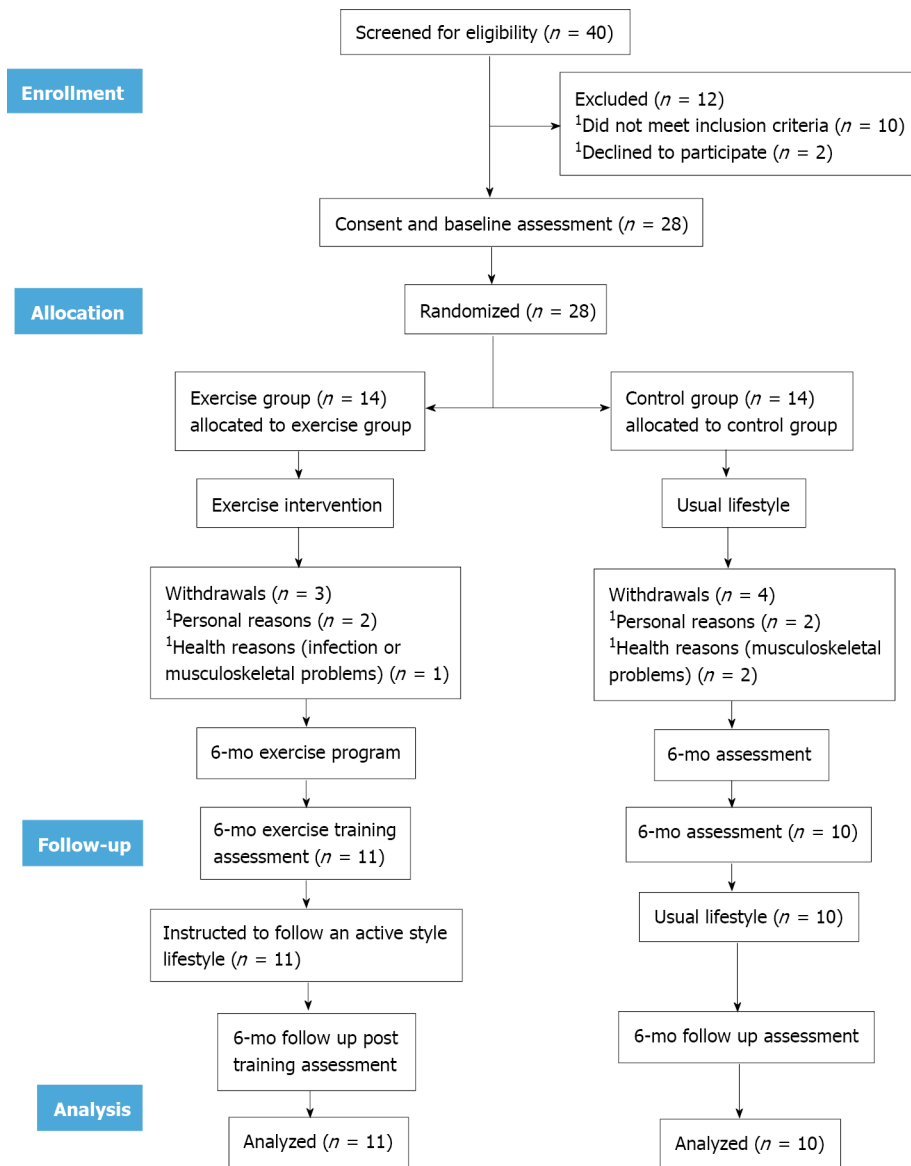 Screened for eligibility (n = 40)
Enrollment
Excluded (n = 12)
¹Did not meet inclusion criteria (n = 10)
¹Declined to participate (n = 2)
Consent and baseline assessment (n = 28)
Allocation
Randomized (n = 28)
Exercise group (n = 14)
allocated to exercise group
Control group (n = 14)
allocated to control group
Exercise intervention
Usual lifestyle
Withdrawals (n = 3)
¹Personal reasons (n = 2)
¹Health reasons (infection or
musculoskeletal problems) (n = 1)
Withdrawals (n = 4)
¹Personal reasons (n = 2)
¹Health reasons (musculoskeletal
problems) (n = 2)
6-mo exercise program
6-mo assessment
Follow-up
6-mo exercise training
assessment (n = 11)
6-mo assessment (n = 10)
Instructed to follow an active style
lifestyle (n = 11)
Usual lifestyle (n = 10)
6-mo follow up post
training assessment
6-mo follow up assessment
Analysis
Analyzed (n = 11)
Analyzed (n = 10)